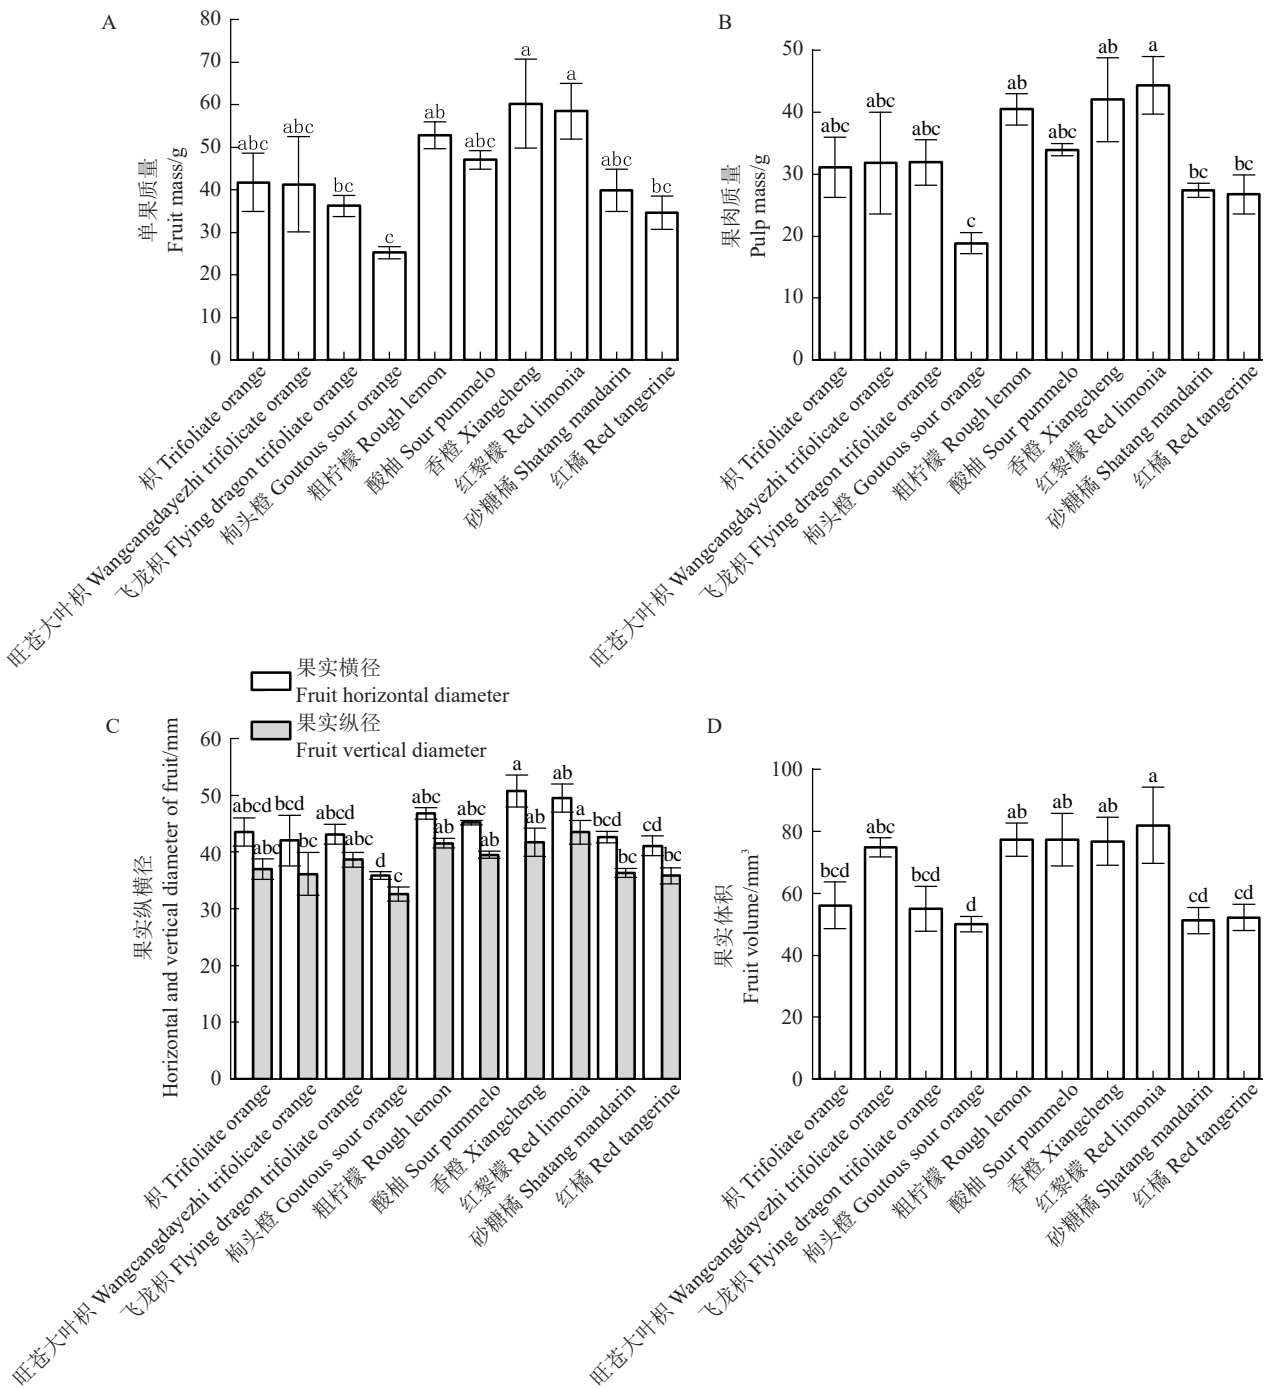 A
80
70
60
50
40
30
20
10
0
单果质量
Fruit mass/g
abc
abc
bc
c
ab
abc
a
a
abc
bc
枳 Trifoliate orange
旺苍大叶枳 Wangcangdayezhi trifolicate orange
飞龙枳 Flying dragon trifoliate orange
枸头橙 Goutous sour orange
粗柠檬 Rough lemon
酸柚 Sour pummelo
香橙 Xiangcheng
红黎檬 Red limonia
砂糖橘 Shatang mandarin
红橘 Red tangerine
B
50
40
30
20
10
0
果肉质量
Pulp mass/g
abc
abc
abc
c
ab
abc
ab
a
bc
bc
枳 Trifoliate orange
旺苍大叶枳 Wangcangdayezhi trifolicate orange
飞龙枳 Flying dragon trifoliate orange
枸头橙 Goutous sour orange
粗柠檬 Rough lemon
酸柚 Sour pummelo
香橙 Xiangcheng
红黎檬 Red limonia
砂糖橘 Shatang mandarin
红橘 Red tangerine
果实横径
Fruit horizontal diameter
果实纵径
Fruit vertical diameter
C
60
50
40
30
20
10
0
果实纵横径
Horizontal and vertical diameter of fruit/mm
abcd
abc
bcd
bc
abcd
abc
d
c
abc
ab
abc
ab
a
ab
ab
a
bcd
bc
cd
bc
枳 Trifoliate orange
旺苍大叶枳 Wangcangdayezhi trifolicate orange
飞龙枳 Flying dragon trifoliate orange
枸头橙 Goutous sour orange
粗柠檬 Rough lemon
酸柚 Sour pummelo
香橙 Xiangcheng
红黎檬 Red limonia
砂糖橘 Shatang mandarin
红橘 Red tangerine
D
100
80
60
40
20
0
果实体积
Fruit volume/mm³
bcd
abc
bcd
d
ab
ab
ab
a
cd
cd
枳 Trifoliate orange
旺苍大叶枳 Wangcangdayezhi trifolicate orange
飞龙枳 Flying dragon trifoliate orange
枸头橙 Goutous sour orange
粗柠檬 Rough lemon
酸柚 Sour pummelo
香橙 Xiangcheng
红黎檬 Red limonia
砂糖橘 Shatang mandarin
红橘 Red tangerine